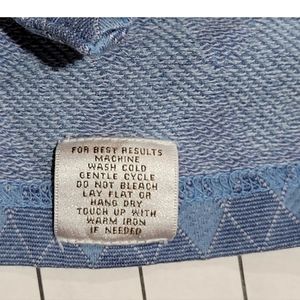 FOR BEST RESULTS
MACHINE
WASH COLD
GENTLE CYCLE
DO NOT BLEACH
LAY FLAT OR
HANG DRY
TOUCH UP WITH
WARM IRON
IF NEEDED